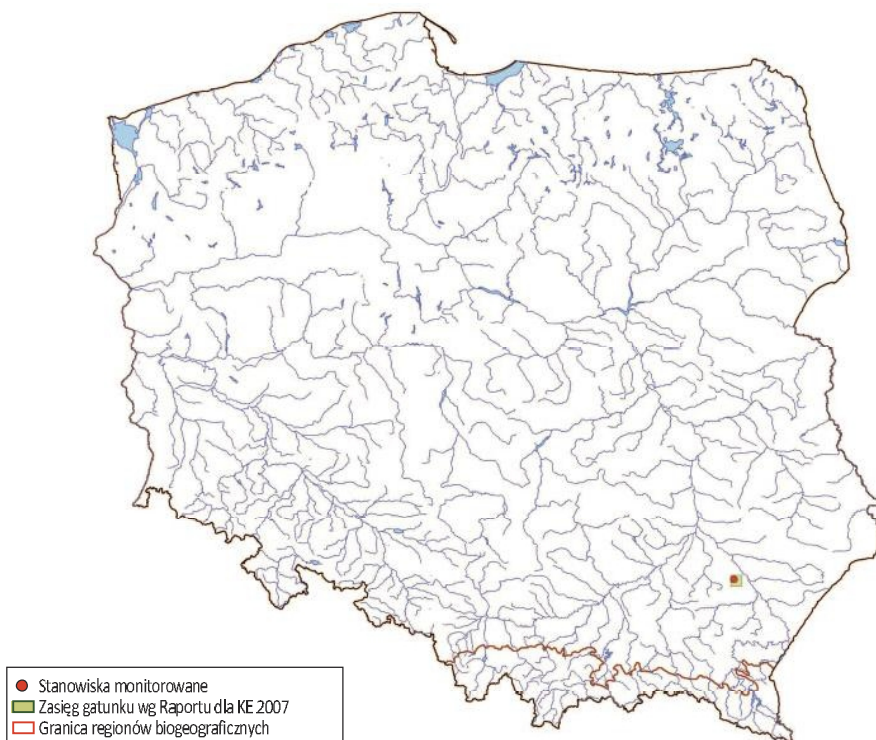 Stanowiska monitorowane
Zasięg gatunku wg Raportu dla KE 2007
Granica regionów biogeograficznych